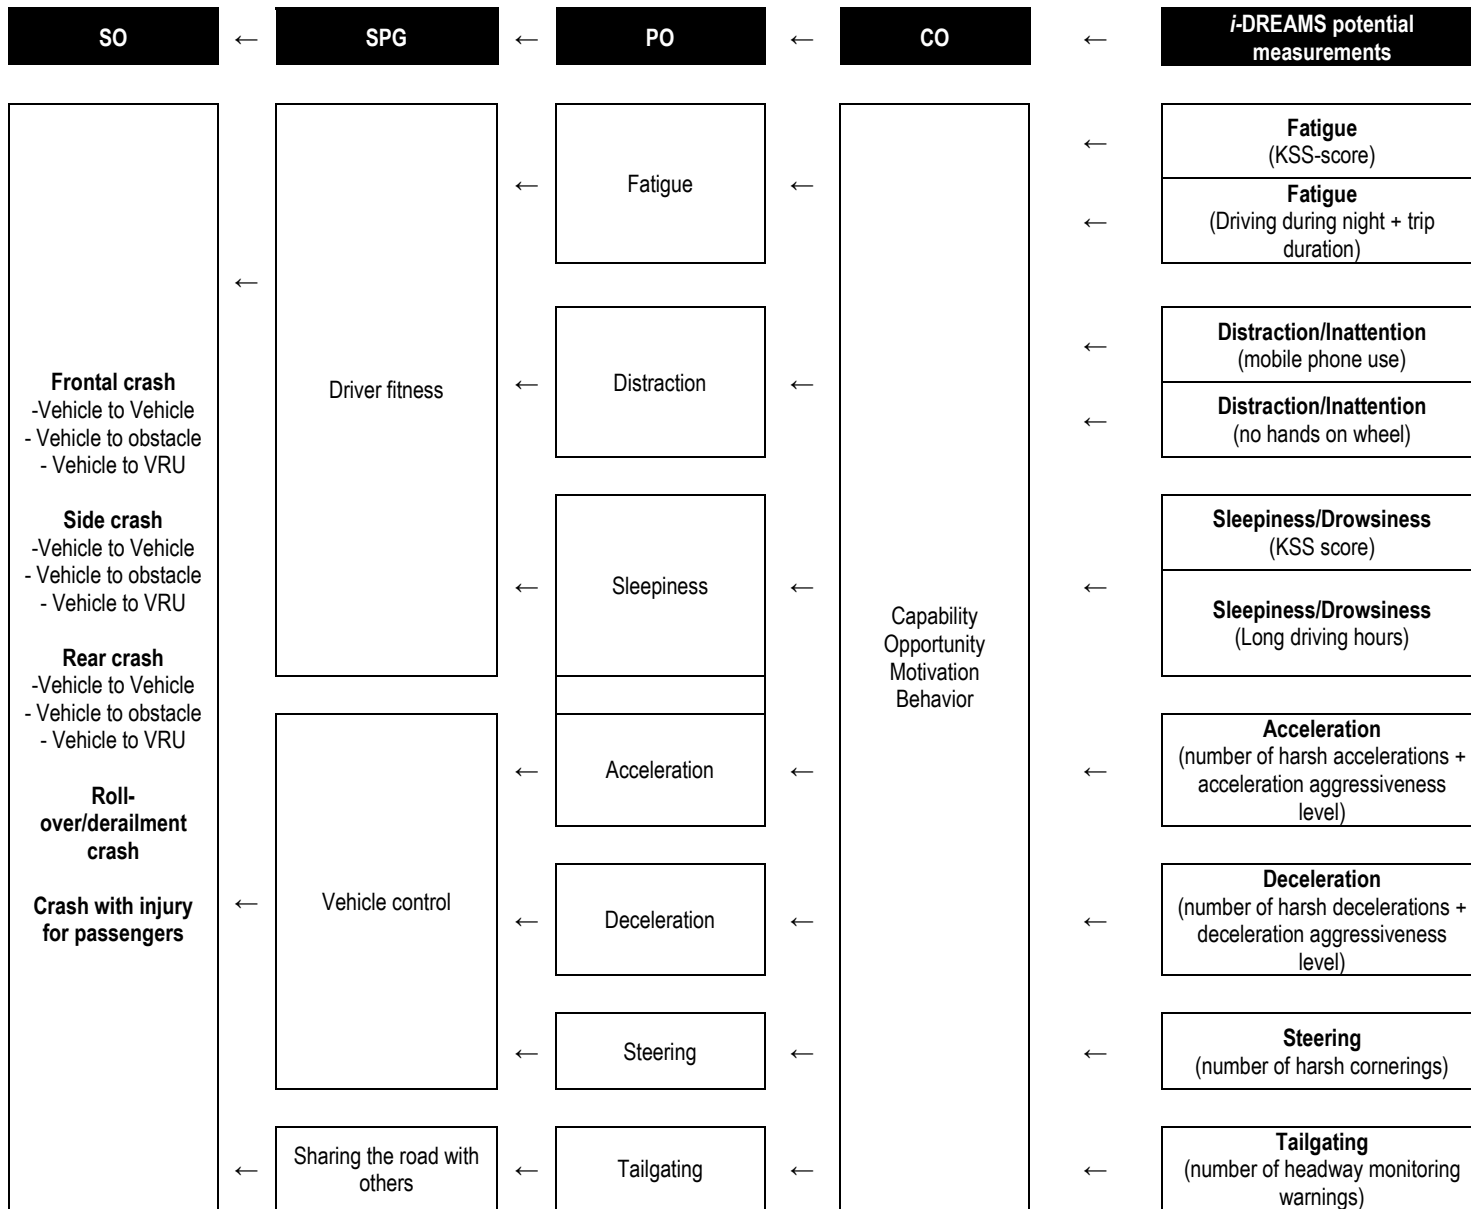 SO ← SPG ← PO ← CO ← i-DREAMS potential
measurements
Frontal crash
-Vehicle to Vehicle
- Vehicle to obstacle
- Vehicle to VRU
Side crash
-Vehicle to Vehicle
- Vehicle to obstacle
- Vehicle to VRU
Rear crash
-Vehicle to Vehicle
- Vehicle to obstacle
- Vehicle to VRU
Roll-
over/derailment
crash
Crash with injury
for passengers
←
←
←
Driver fitness
Vehicle control
Sharing the road with
others
←
←
←
←
←
←
←
Fatigue
Distraction
Sleepiness
Acceleration
Deceleration
Steering
Tailgating
←
←
←
←
←
←
←
Capability
Opportunity
Motivation
Behavior
←
←
←
←
←
←
←
←
←
Fatigue
(KSS-score)
Fatigue
(Driving during night + trip
duration)
Distraction/Inattention
(mobile phone use)
Distraction/Inattention
(no hands on wheel)
Sleepiness/Drowsiness
(KSS score)
Sleepiness/Drowsiness
(Long driving hours)
Acceleration
(number of harsh accelerations +
acceleration aggressiveness
level)
Deceleration
(number of harsh decelerations +
deceleration aggressiveness
level)
Steering
(number of harsh cornerings)
Tailgating
(number of headway monitoring
warnings)